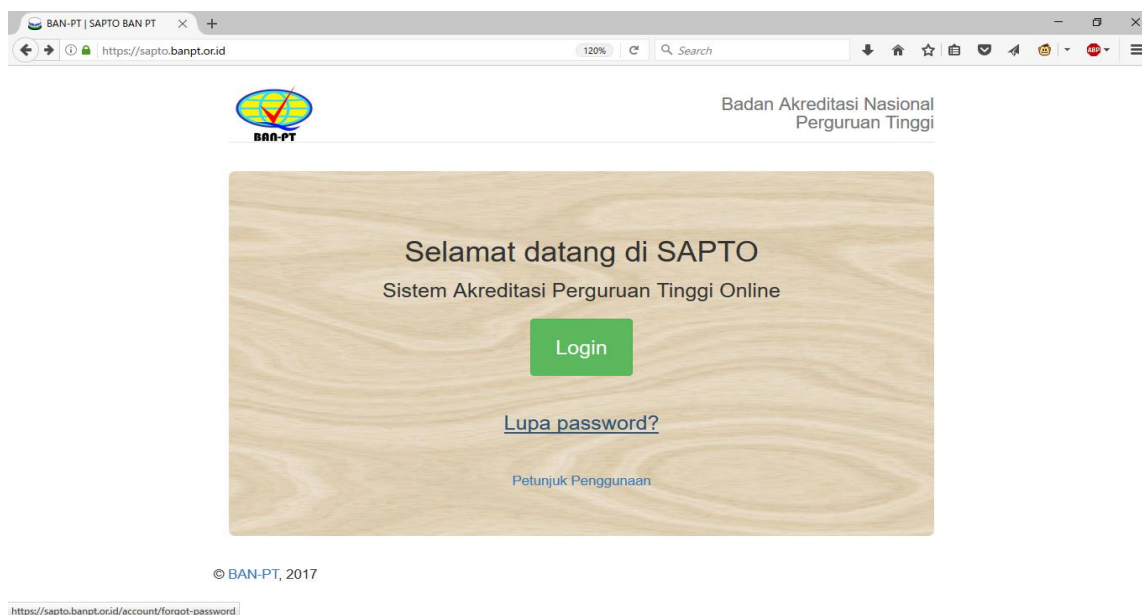 BAN-PT | SAPTO BAN PT
https://sapto.banpt.or.id
120%
Search
ABP
BAN-PT
Badan Akreditasi Nasional
Perguruan Tinggi
Selamat datang di SAPTO
Sistem Akreditasi Perguruan Tinggi Online
Login
Lupa password?
Petunjuk Penggunaan
© BAN-PT, 2017
https://sapto.banpt.or.id/account/forgot-password